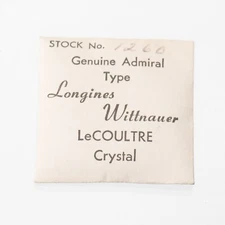 STOCK No. 1260
Genuine Admiral
Type
Longines
Wittnauer
LeCOULTRE
Crystal